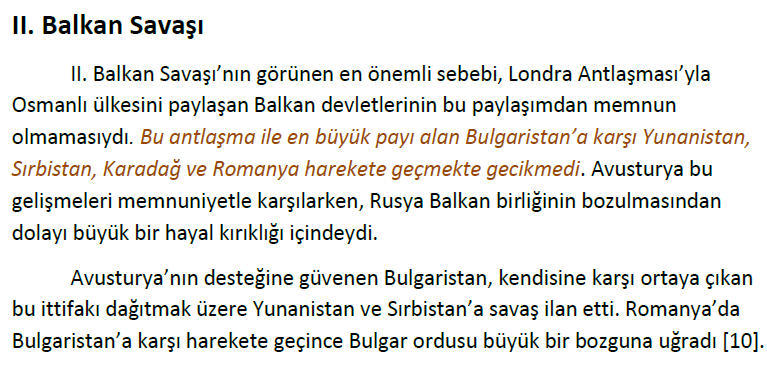 II. Balkan Savaşı
II. Balkan Savaşı’nın görünen en önemli sebebi, Londra Antlaşması’yla
Osmanlı ülkesini paylaşan Balkan devletlerinin bu paylaşımdan memnun
olmamasıydı. Bu antlaşma ile en büyük payı alan Bulgaristan’a karşı Yunanistan,
Sırbistan, Karadağ ve Romanya harekete geçmekte gecikmedi. Avusturya bu
gelişmeleri memnuniyetle karşılarken, Rusya Balkan birliğinin bozulmasından
dolayı büyük bir hayal kırıklığı içindeydi.
Avusturya’nın desteğine güvenen Bulgaristan, kendisine karşı ortaya çıkan
bu ittifakı dağıtmak üzere Yunanistan ve Sırbistan’a savaş ilan etti. Romanya’da
Bulgaristan’a karşı harekete geçince Bulgar ordusu büyük bir bozguna uğradı [10].